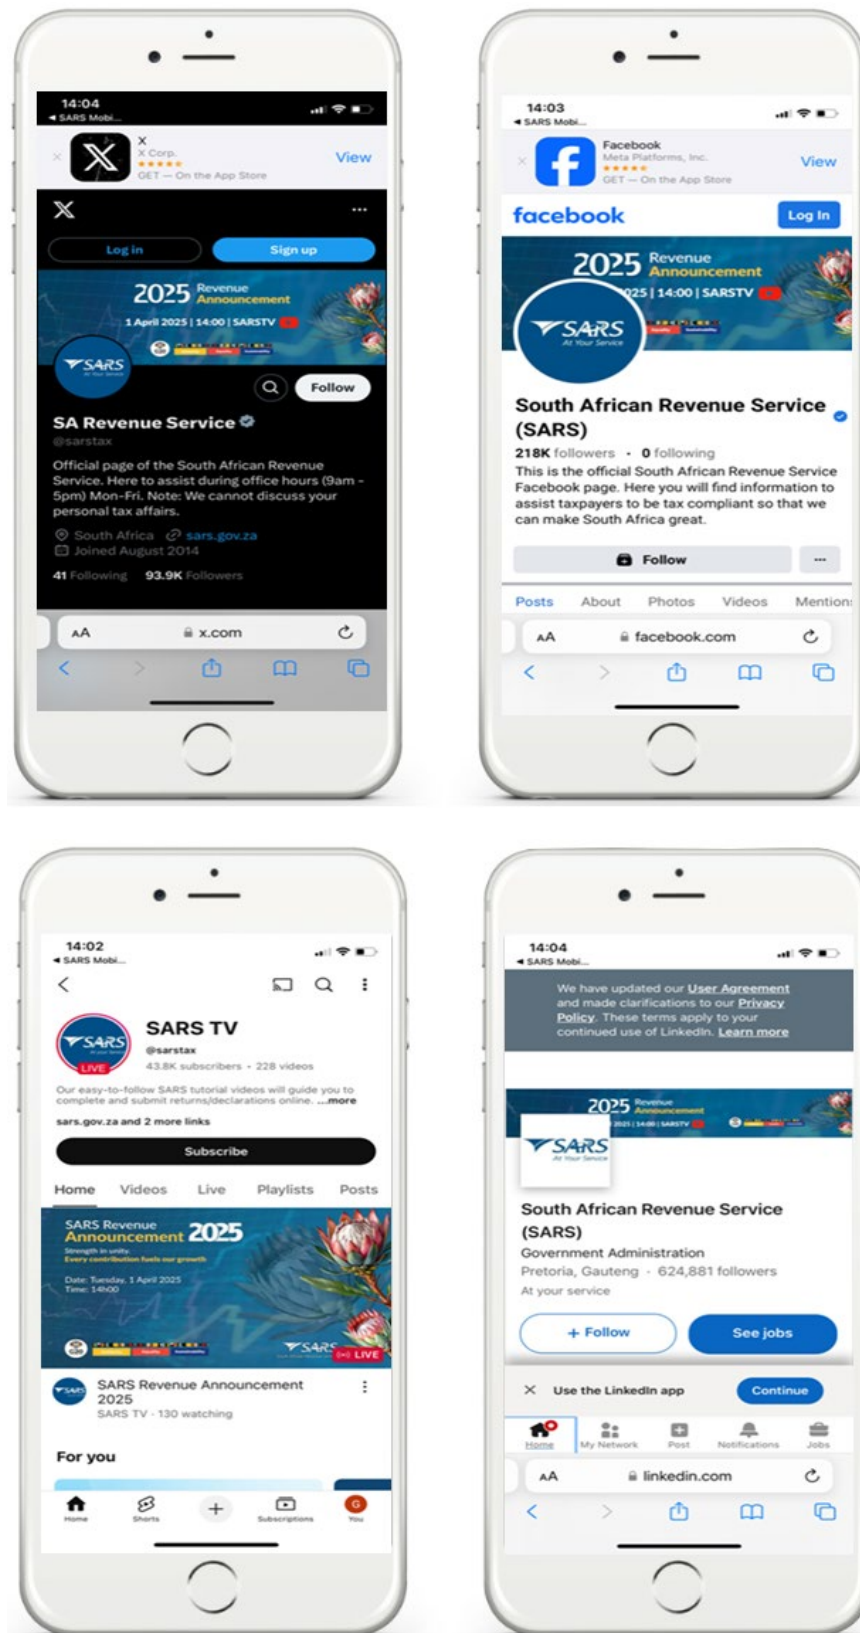 14:04
◄ SARS Mobi...
X
X Corp.
GET — On the App Store
View
Log in
Sign up
2025 Revenue Announcement
1 April 2025 | 14:00 | SARSTV
SARS
At Your Service
Follow
SA Revenue Service
@sarstax
Official page of the South African Revenue
Service. Here to assist during office hours (9am -
5pm) Mon-Fri. Note: We cannot discuss your
personal tax affairs.
South Africa sars.gov.za
Joined August 2014
41 Following 93.9K Followers
AA x.com
14:03
◄ SARS Mobi...
Facebook
Meta Platforms, Inc.
GET — On the App Store
View
facebook
Log In
2025 Revenue Announcement
025 | 14:00 | SARSTV
SARS
At Your Service
South African Revenue Service
(SARS)
218K followers · 0 following
This is the official South African Revenue Service
Facebook page. Here you will find information to
assist taxpayers to be tax compliant so that we
can make South Africa great.
Follow
Posts About Photos Videos Mentions
AA facebook.com
14:02
◄ SARS Mobi...
SARS
At Your Service
LIVE
SARS TV
@sarstax
43.8K subscribers · 228 videos
Our easy-to-follow SARS tutorial videos will guide you to
complete and submit returns/declarations online. ...more
sars.gov.za and 2 more links
Subscribe
Home Videos Live Playlists Posts
SARS Revenue
Announcement 2025
Strength in unity.
Every contribution fuels our growth
Date: Tuesday, 1 April 2025
Time: 14h00
SARS
LIVE
SARS Revenue Announcement
2025
SARS TV · 130 watching
For you
Home Shorts Subscriptions You
G
14:04
◄ SARS Mobi...
We have updated our User Agreement
and made clarifications to our Privacy
Policy. These terms apply to your
continued use of LinkedIn. Learn more
2025 Revenue Announcement
2025 | 14:00 | SARSTV
SARS
At Your Service
South African Revenue Service
(SARS)
Government Administration
Pretoria, Gauteng · 624,881 followers
At your service
+ Follow
See jobs
Use the LinkedIn app
Continue
Home My Network Post Notifications Jobs
AA linkedin.com